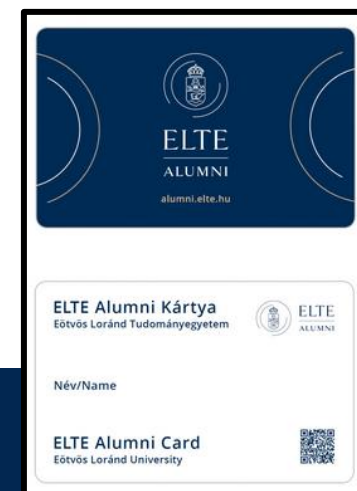 ELTE
ALUMNI
alumni.elte.hu
ELTE Alumni Kártya
Eötvös Loránd Tudományegyetem
ELTE
ALUMNI
Név/Name
ELTE Alumni Card
Eötvös Loránd University